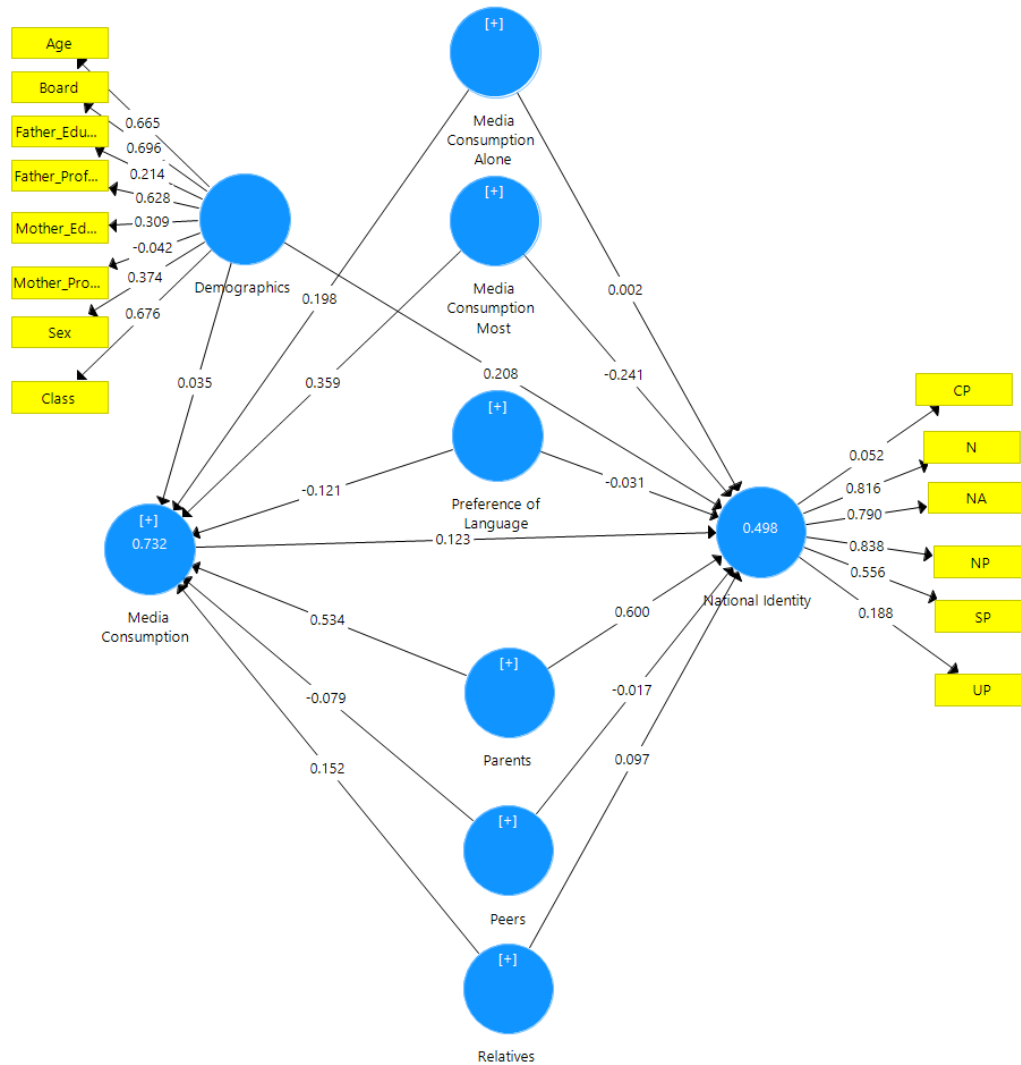 Age
Board
Father_Edu...
Father_Prof...
Mother_Ed...
Mother_Pro...
Sex
Class
0.665
0.696
0.214
0.628
0.309
-0.042
0.374
0.676
Demographics
[+]
Media
Consumption
Alone
[+]
Media
Consumption
Most
[+]
Preference of
Language
0.198
0.002
0.359
-0.241
0.035
0.208
-0.121
-0.031
[+]
0.732
Media
Consumption
0.123
0.498
National Identity
CP
N
NA
NP
SP
UP
0.052
0.816
0.790
0.838
0.556
0.188
0.534
0.600
[+]
Parents
-0.079
-0.017
[+]
Peers
0.152
0.097
[+]
Relatives